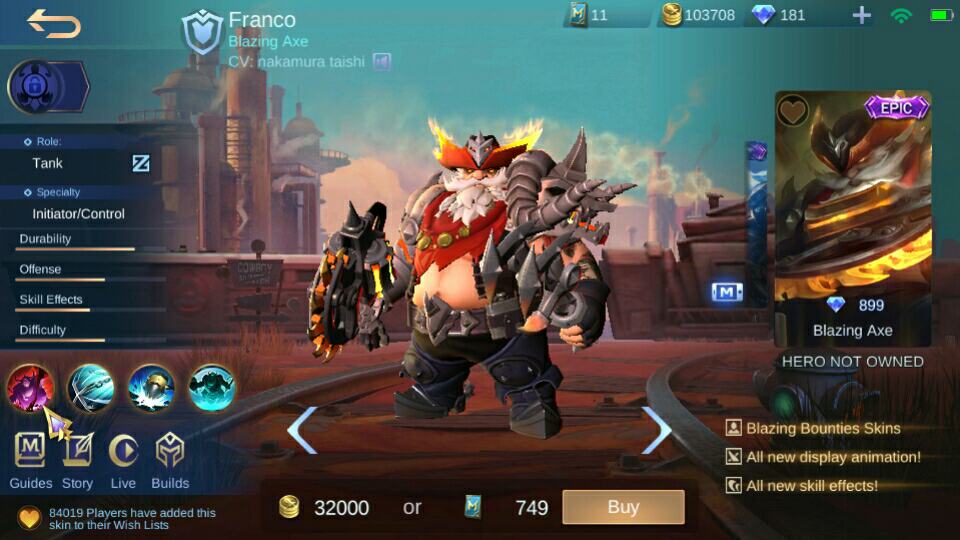 Franco
Blazing Axe
CV: nakamura taishi
11
103708
181
Role:
Tank
Specialty
Initiator/Control
Durability
Offense
Skill Effects
Difficulty
EPIC
899
Blazing Axe
HERO NOT OWNED
Blazing Bounties Skins
All new display animation!
All new skill effects!
Guides
Story
Live
Builds
84019 Players have added this
skin to their Wish Lists
32000
or
749
Buy
COWBOY